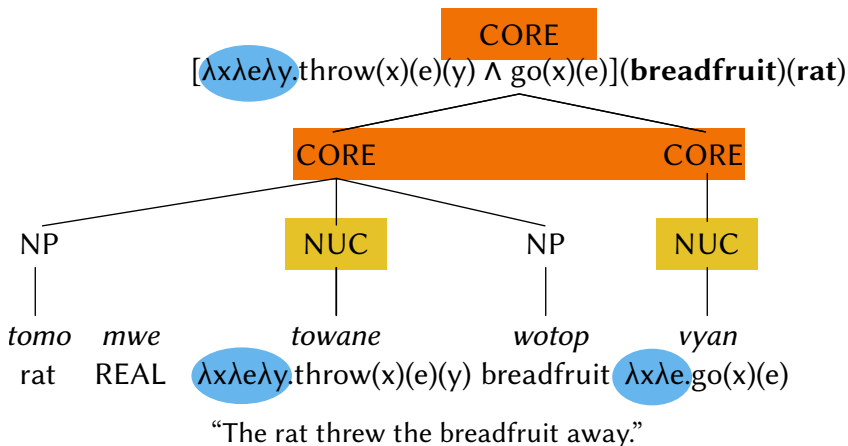 CORE
[λxλeλy.throw(x)(e)(y) ∧ go(x)(e)](breadfruit)(rat)
CORE CORE
NP NUC NP NUC
tomo mwe towane wotop vyan
rat REAL λxλeλy.throw(x)(e)(y) breadfruit λxλe.go(x)(e)
“The rat threw the breadfruit away.”